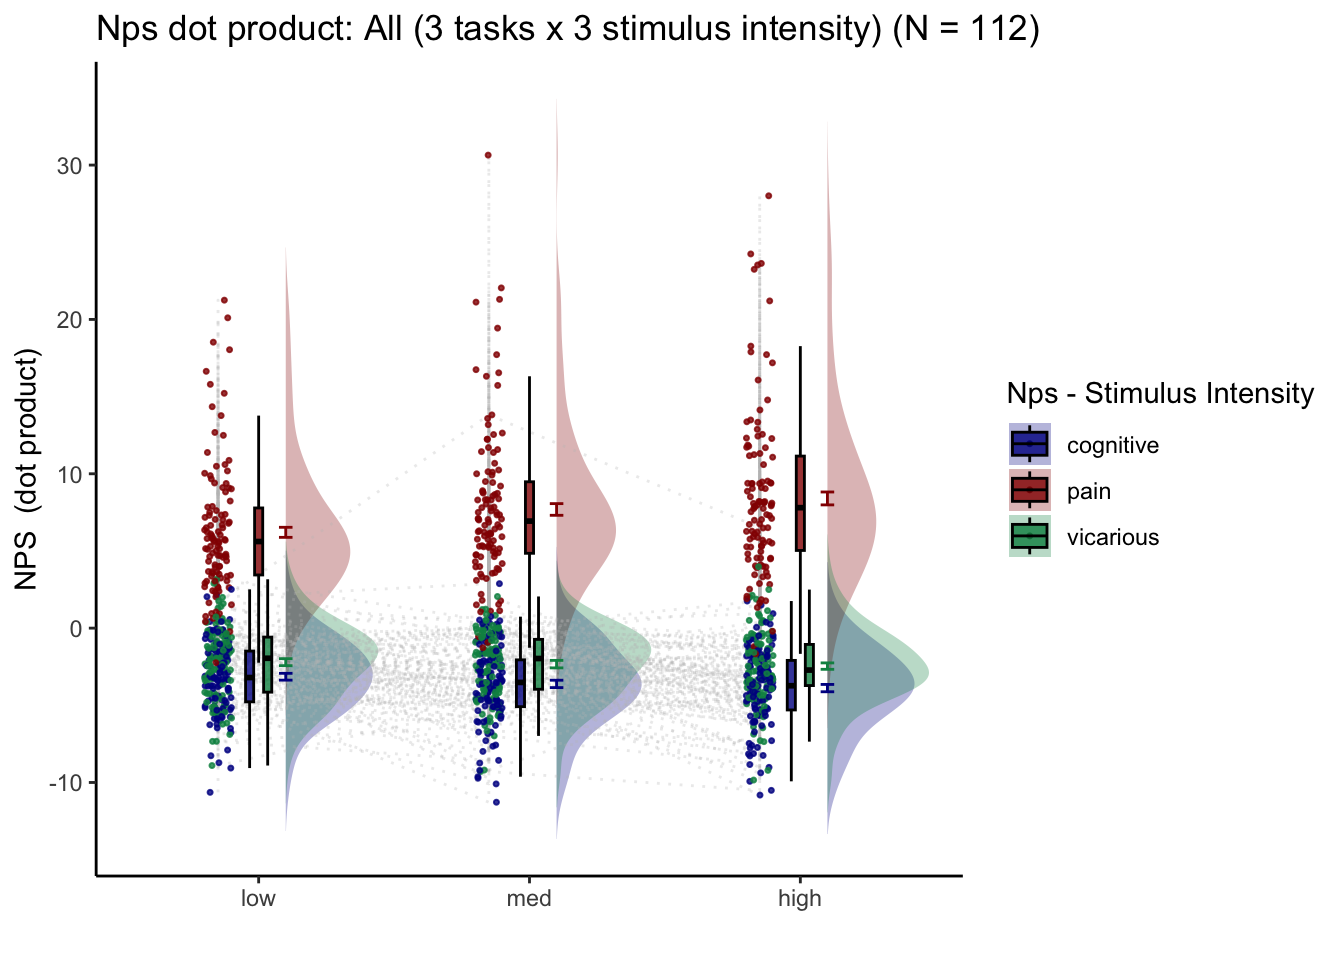 Nps dot product: All (3 tasks x 3 stimulus intensity) (N = 112)
NPS  (dot product)
30
20
10
0
-10
low
med
high
Nps - Stimulus Intensity
cognitive
pain
vicarious